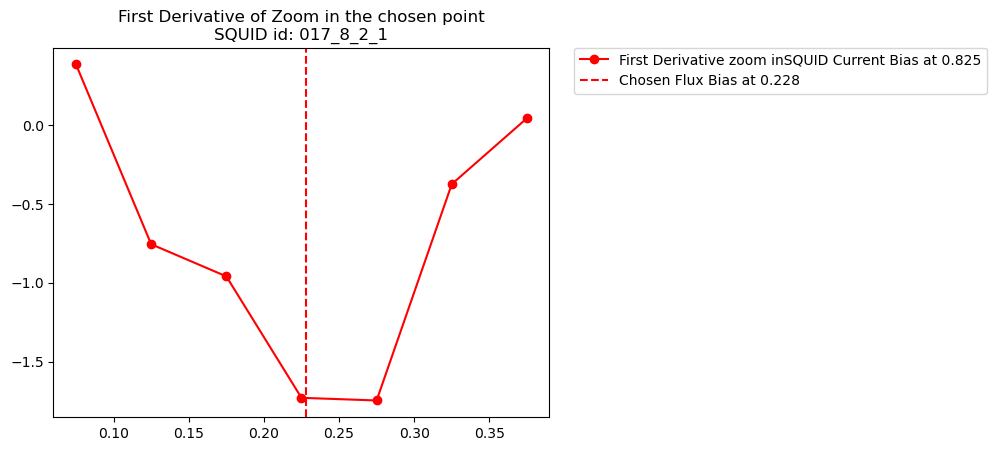 First Derivative of Zoom in the chosen point
SQUID id: 017_8_2_1
First Derivative zoom inSQUID Current Bias at 0.825
Chosen Flux Bias at 0.228
0.0
−0.5
−1.0
−1.5
0.10 0.15 0.20 0.25 0.30 0.35